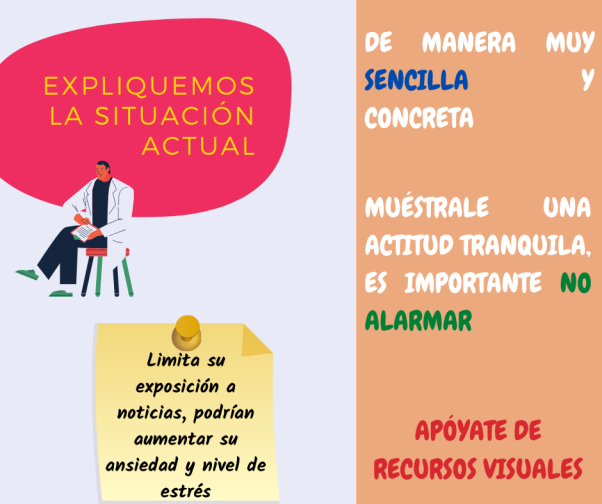 EXPLIQUEMOS
LA SITUACIÓN
ACTUAL
Limita su
exposición a
noticias, podrían
aumentar su
ansiedad y nivel de
estrés
DE MANERA MUY
SENCILLA Y
CONCRETA
MUÉSTRALE UNA
ACTITUD TRANQUILA,
ES IMPORTANTE NO
ALARMAR
APÓYATE DE
RECURSOS VISUALES